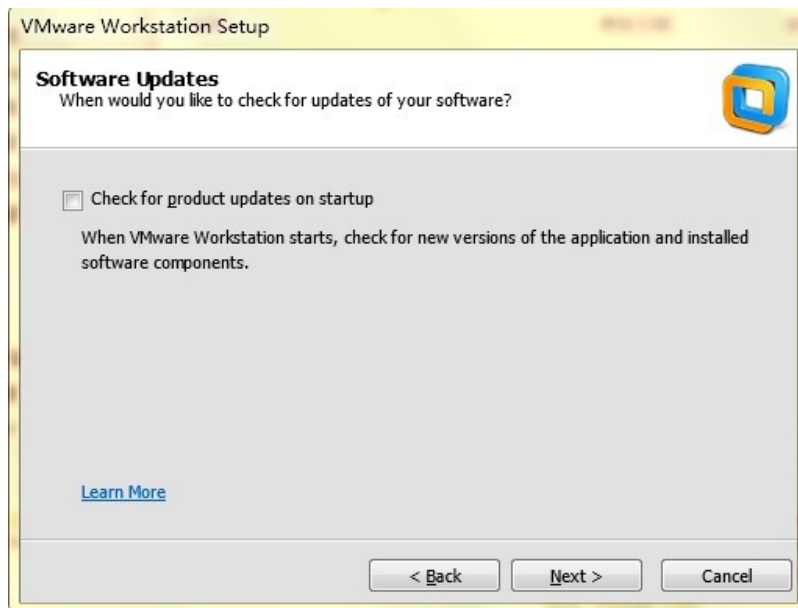 VMware Workstation Setup
Software Updates
When would you like to check for updates of your software?
Check for product updates on startup
When VMware Workstation starts, check for new versions of the application and installed
software components.
Learn More
< Back
Next >
Cancel